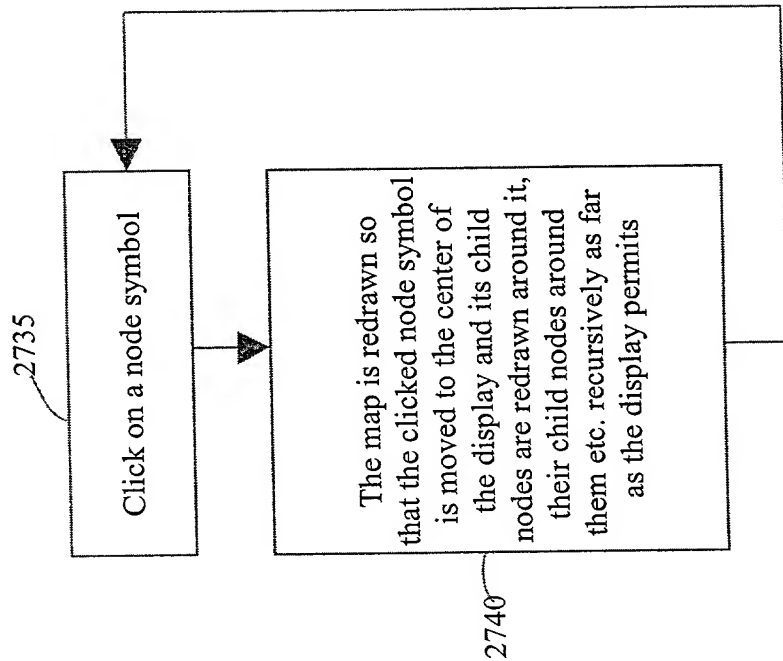 2735
Click on a node symbol
The map is redrawn so
that the clicked node symbol
is moved to the center of
the display and its child
nodes are redrawn around it,
their child nodes around
them etc. recursively as far
as the display permits
2740